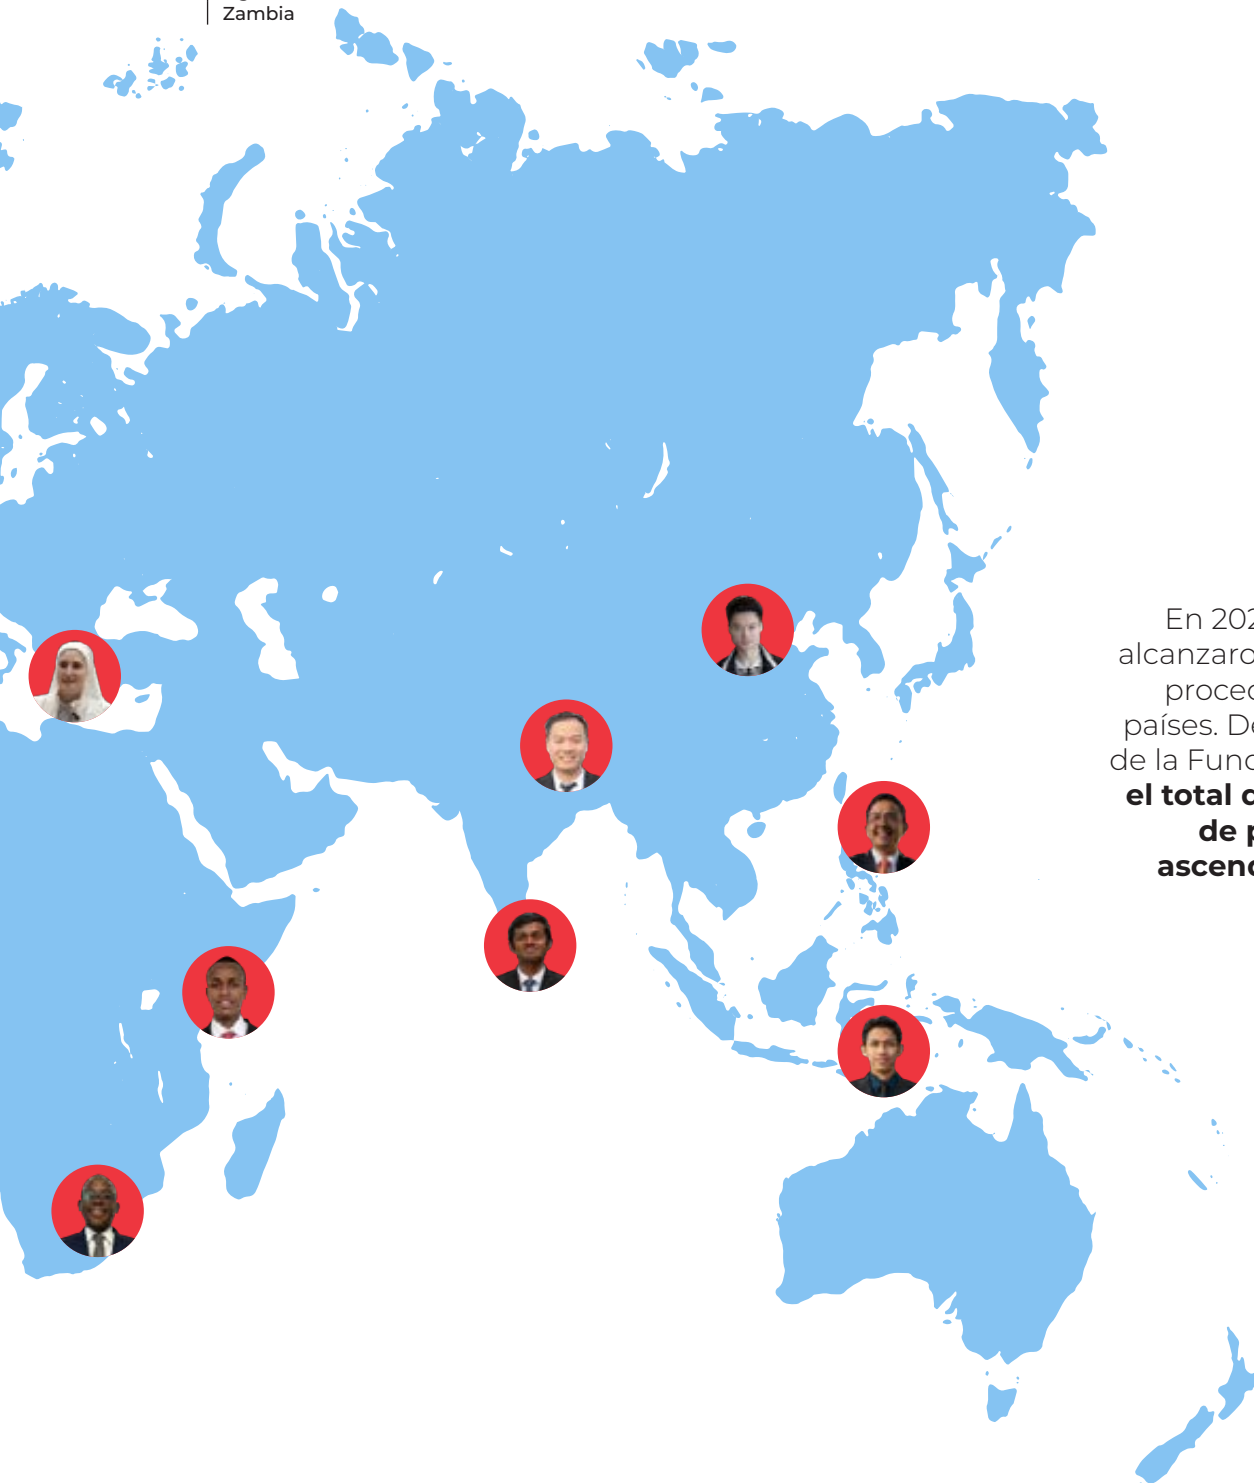 Zambia
En 202
alcanzaro
proced
países. De
de la Func
el total d
de p
ascend